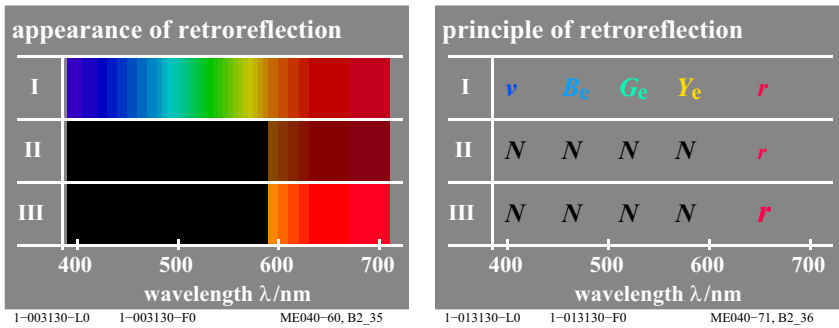 appearance of retroreflection
I
II
III
400 500 600 700
wavelength λ/nm
1−003130−L0 1−003130−F0 ME040−60, B2_35
principle of retroreflection
I v Be Ge Ye r
II N N N N r
III N N N N r
400 500 600 700
wavelength λ/nm
1−013130−L0 1−013130−F0 ME040−71, B2_36